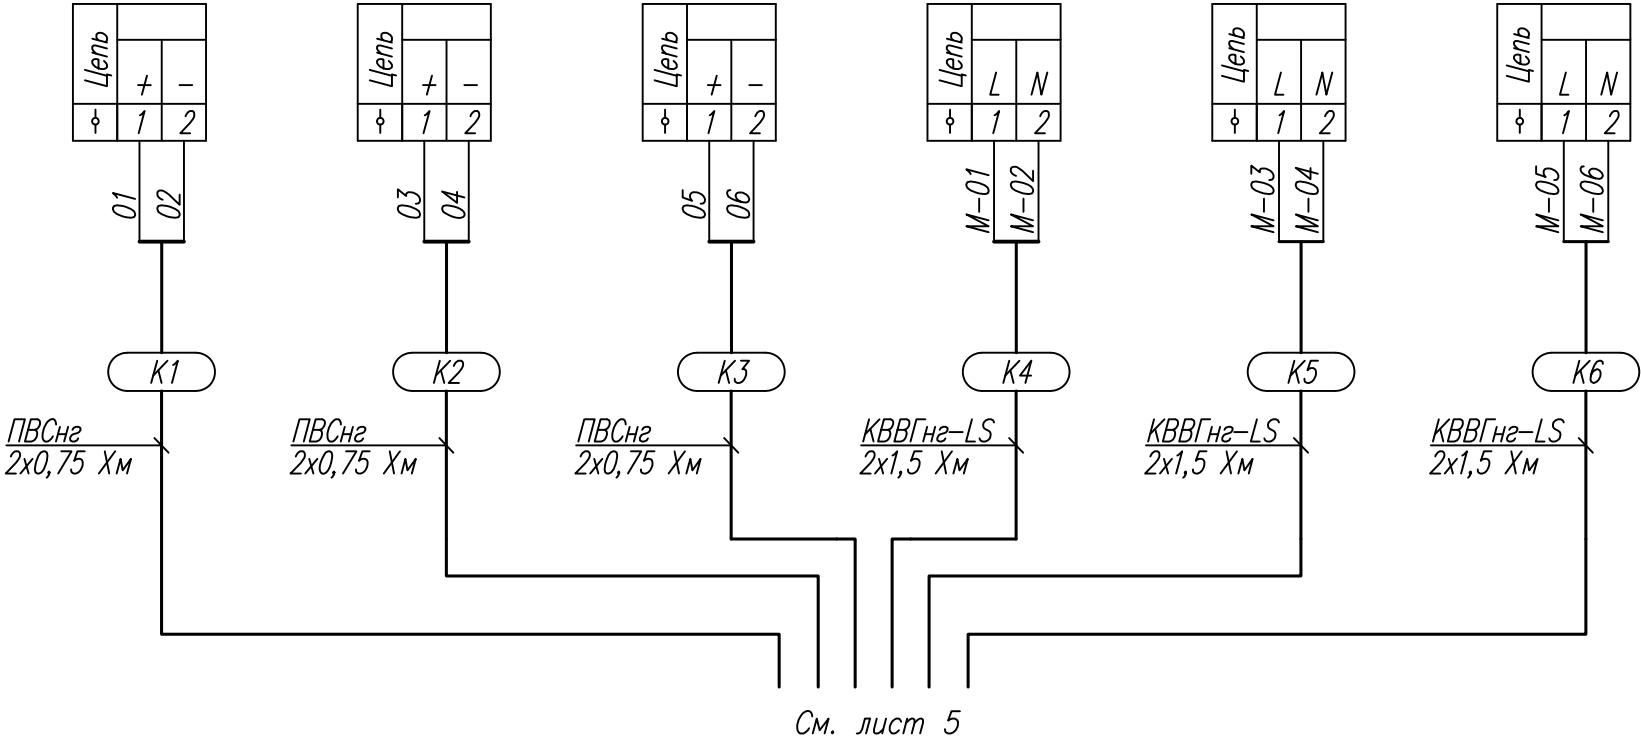 Цепь Цепь Цепь Цепь Цепь Цепь
+ - + - + - L N L N L N
1 2 1 2 1 2 1 2 1 2 1 2
01 02 03 04 05 06 М-01 М-02 М-03 М-04 М-05 М-06
К1 К2 К3 К4 К5 К6
ПВСнг ПВСнг ПВСнг КВВГнг-LS КВВГнг-LS КВВГнг-LS
2х0,75 Хм 2х0,75 Хм 2х0,75 Хм 2х1,5 Хм 2х1,5 Хм 2х1,5 Хм
См. лист 5